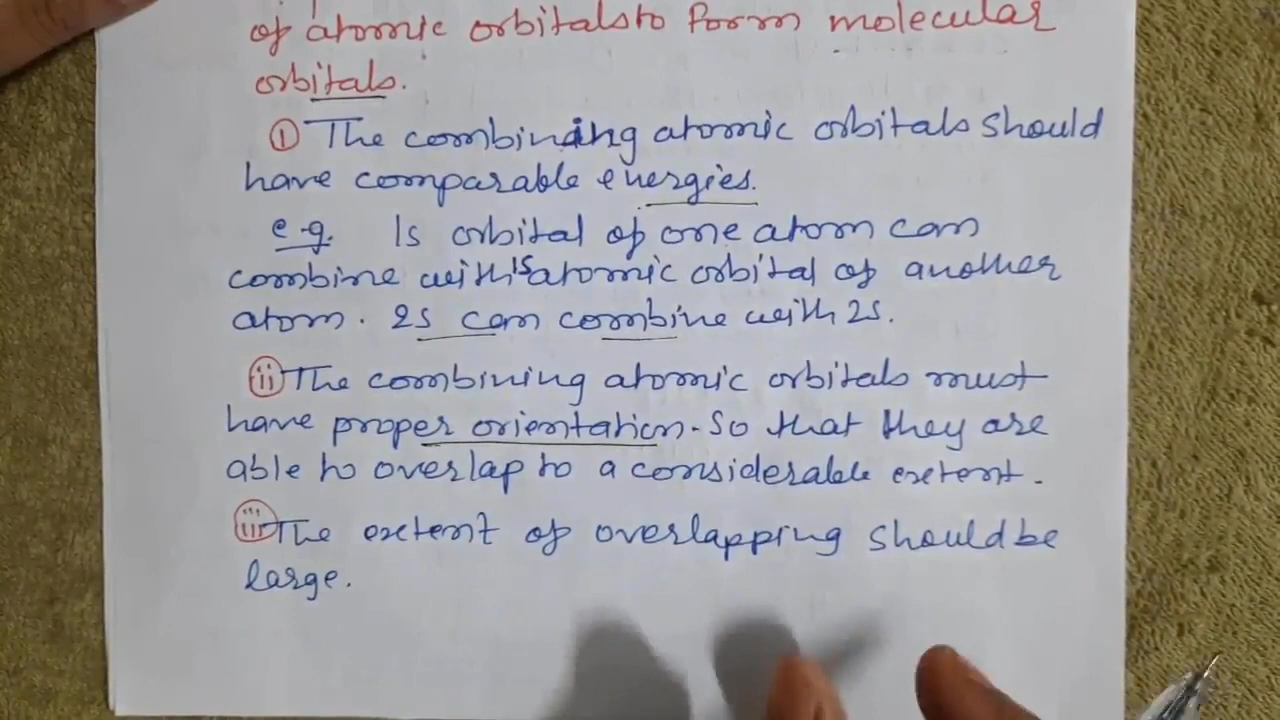 of atomic orbitals to form molecular
orbitals.
① The combining atomic orbitals should
have comparable energies.
e.g. 1s orbital of one atom can
combine with 1s atomic orbital of another
atom. 2s can combine with 2s.
ii The combining atomic orbitals must
have proper orientation. So that they are
able to overlap to a considerable extent.
iii The extent of overlapping should be
large.